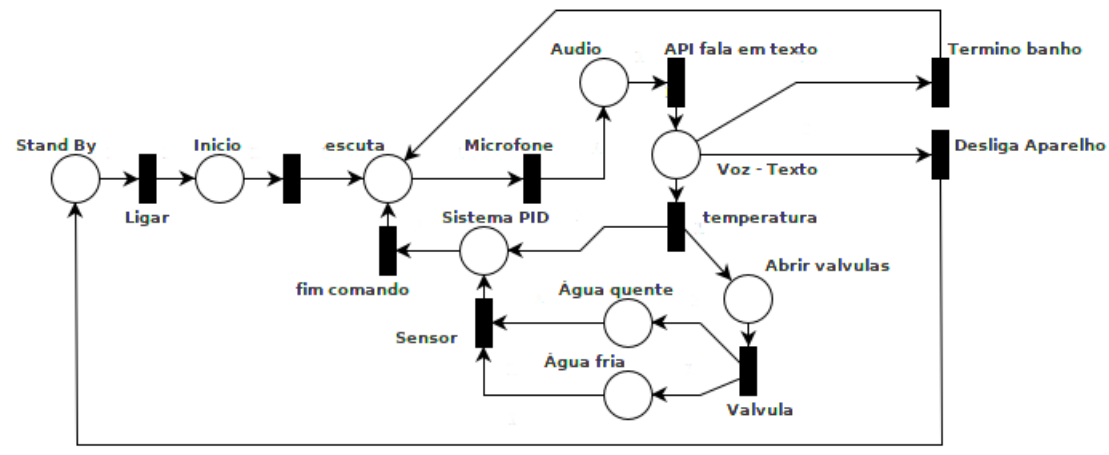 Audio
API fala em texto
Termino banho
Stand By
Inicio
escuta
Microfone
Desliga Aparelho
Voz - Texto
Ligar
Sistema PID
temperatura
Abrir valvulas
fim comando
Água quente
Sensor
Água fria
Valvula